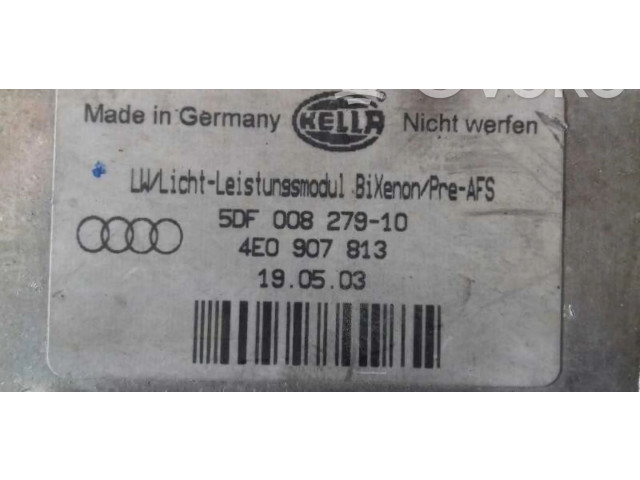 Made in Germany HELLA Nicht werfen
LW/Licht-Leistungsmodul BiXenon/Pre-AFS
5DF 008 279-10
4E0 907 813
19.05.03